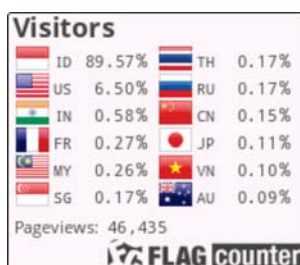 Visitors
ID 89.57% TH 0.17%
US 6.50% RU 0.17%
IN 0.58% CN 0.15%
FR 0.27% JP 0.11%
MY 0.26% VN 0.10%
SG 0.17% AU 0.09%
Pageviews: 46,435
FLAG counter